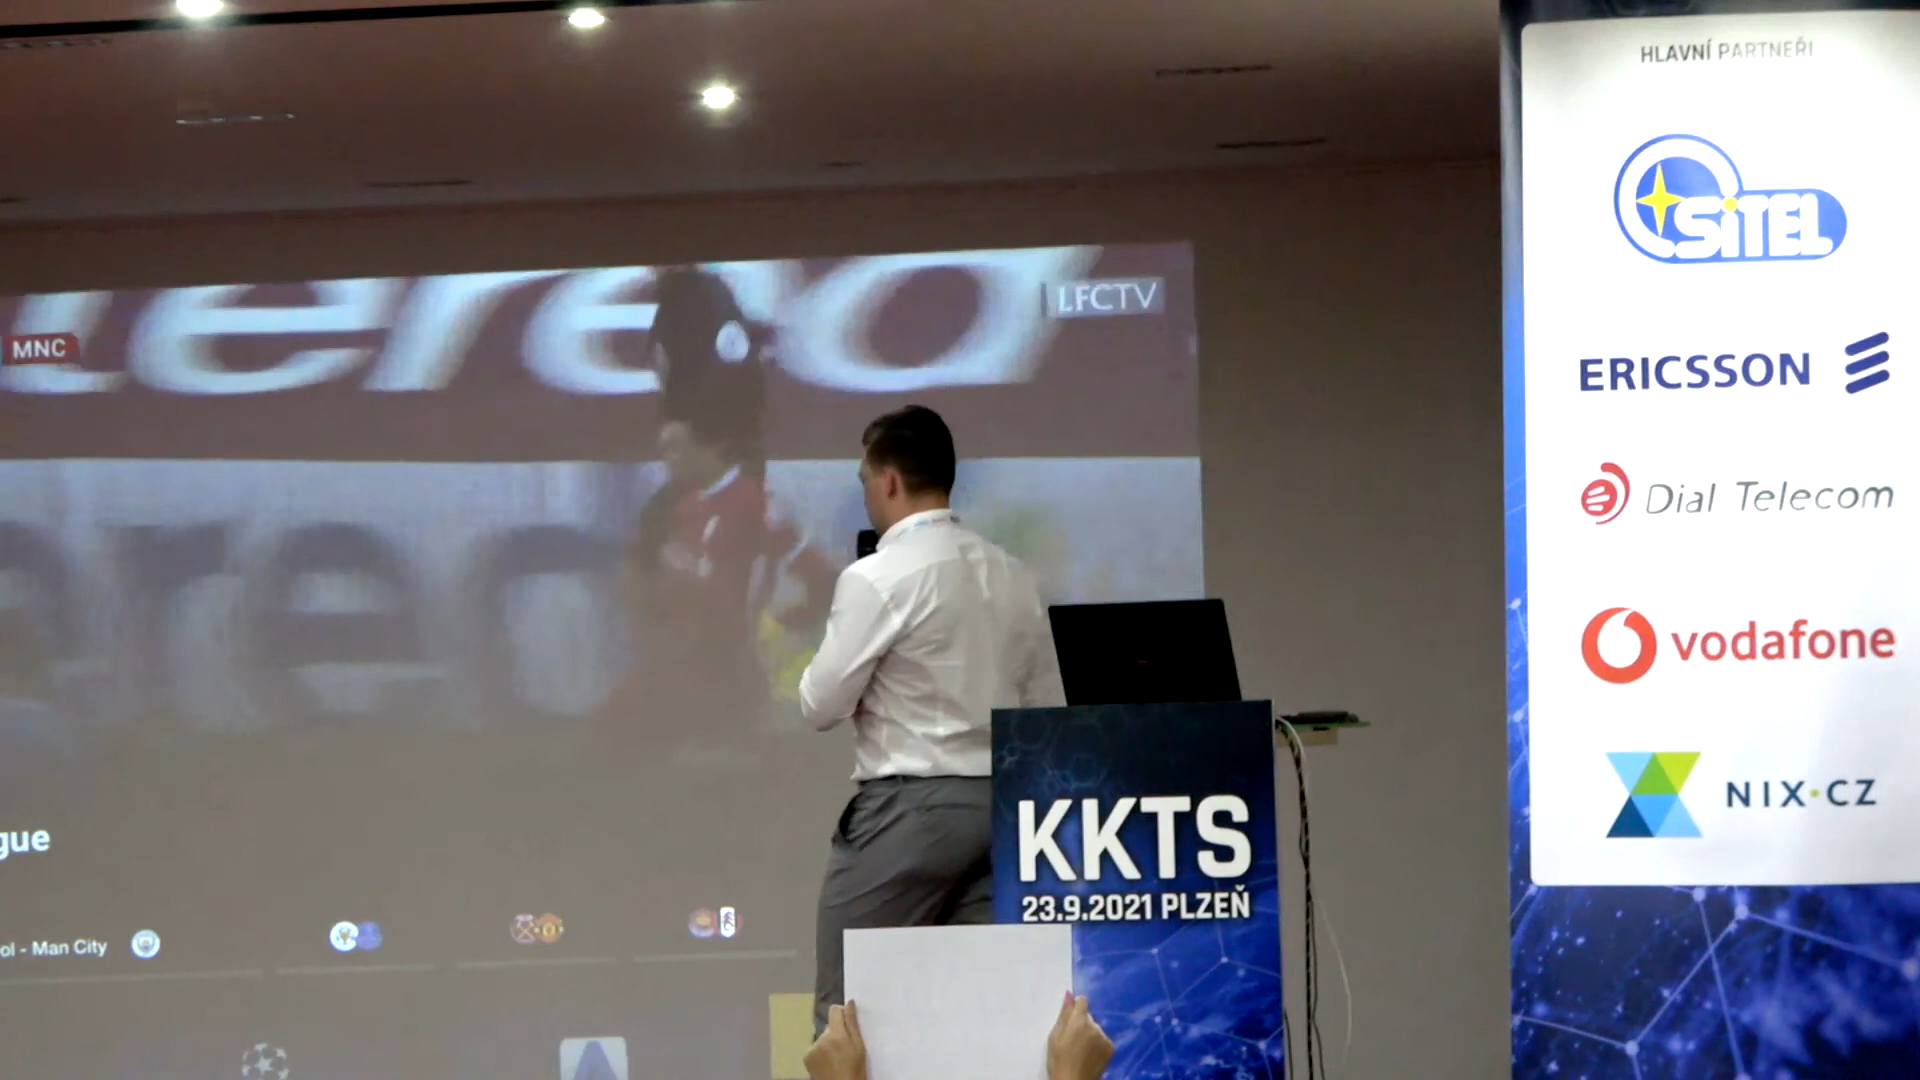 tereo
LFCTV
MNC
gue
ol - Man City
KKTS
23.9.2021 PLZEŇ
HLAVNÍ PARTNEŘI
SiTEL
ERICSSON
Dial Telecom
vodafone
NIX.CZ